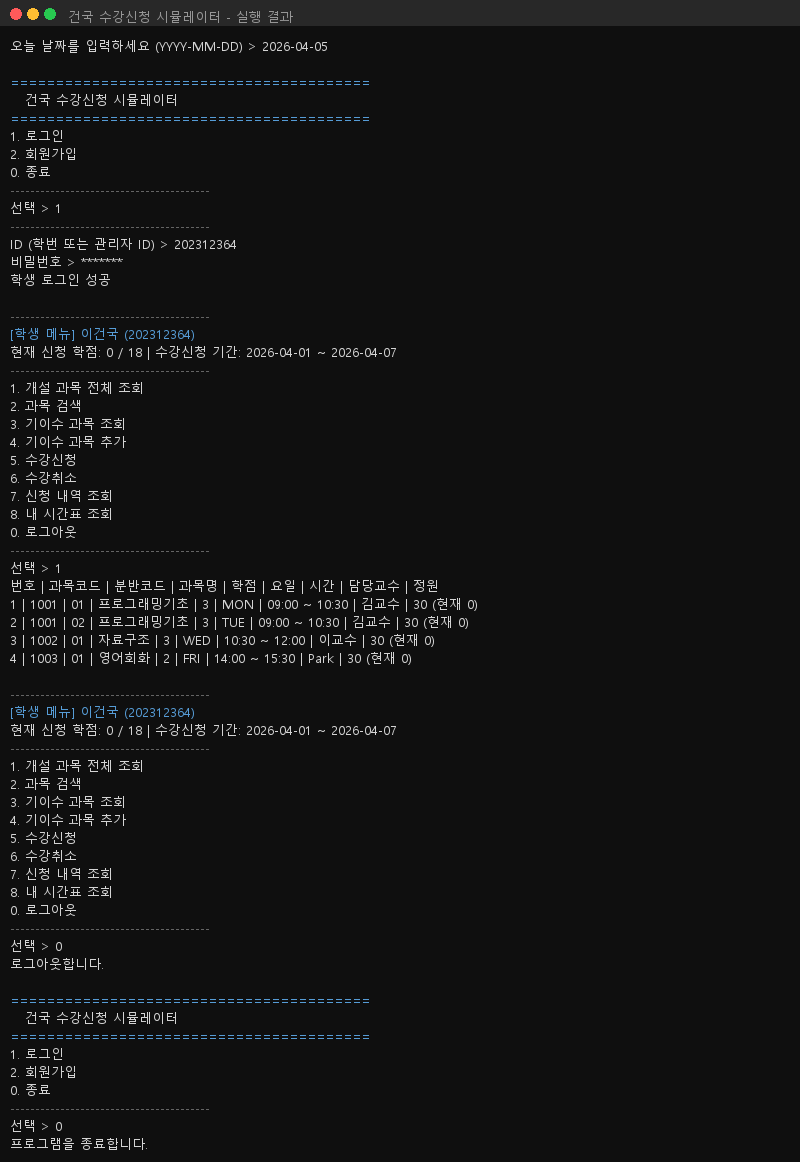 건국 수강신청 시뮬레이터 - 실행 결과
오늘 날짜를 입력하세요 (YYYY-MM-DD) > 2026-04-05
========================================
건국 수강신청 시뮬레이터
========================================
1. 로그인
2. 회원가입
0. 종료
----------------------------------------
선택 > 1
----------------------------------------
ID (학번 또는 관리자 ID) > 202312364
비밀번호 > *******
학생 로그인 성공
----------------------------------------
[학생 메뉴] 이건국 (202312364)
현재 신청 학점: 0 / 18 | 수강신청 기간: 2026-04-01 ~ 2026-04-07
----------------------------------------
1. 개설 과목 전체 조회
2. 과목 검색
3. 기이수 과목 조회
4. 기이수 과목 추가
5. 수강신청
6. 수강취소
7. 신청 내역 조회
8. 내 시간표 조회
0. 로그아웃
----------------------------------------
선택 > 1
번호 | 과목코드 | 분반코드 | 과목명 | 학점 | 요일 | 시간 | 담당교수 | 정원
1 | 1001 | 01 | 프로그래밍기초 | 3 | MON | 09:00 ~ 10:30 | 김교수 | 30 (현재 0)
2 | 1001 | 02 | 프로그래밍기초 | 3 | TUE | 09:00 ~ 10:30 | 김교수 | 30 (현재 0)
3 | 1002 | 01 | 자료구조 | 3 | WED | 10:30 ~ 12:00 | 이교수 | 30 (현재 0)
4 | 1003 | 01 | 영어회화 | 2 | FRI | 14:00 ~ 15:30 | Park | 30 (현재 0)
----------------------------------------
[학생 메뉴] 이건국 (202312364)
현재 신청 학점: 0 / 18 | 수강신청 기간: 2026-04-01 ~ 2026-04-07
----------------------------------------
1. 개설 과목 전체 조회
2. 과목 검색
3. 기이수 과목 조회
4. 기이수 과목 추가
5. 수강신청
6. 수강취소
7. 신청 내역 조회
8. 내 시간표 조회
0. 로그아웃
----------------------------------------
선택 > 0
로그아웃합니다.
========================================
건국 수강신청 시뮬레이터
========================================
1. 로그인
2. 회원가입
0. 종료
----------------------------------------
선택 > 0
프로그램을 종료합니다.